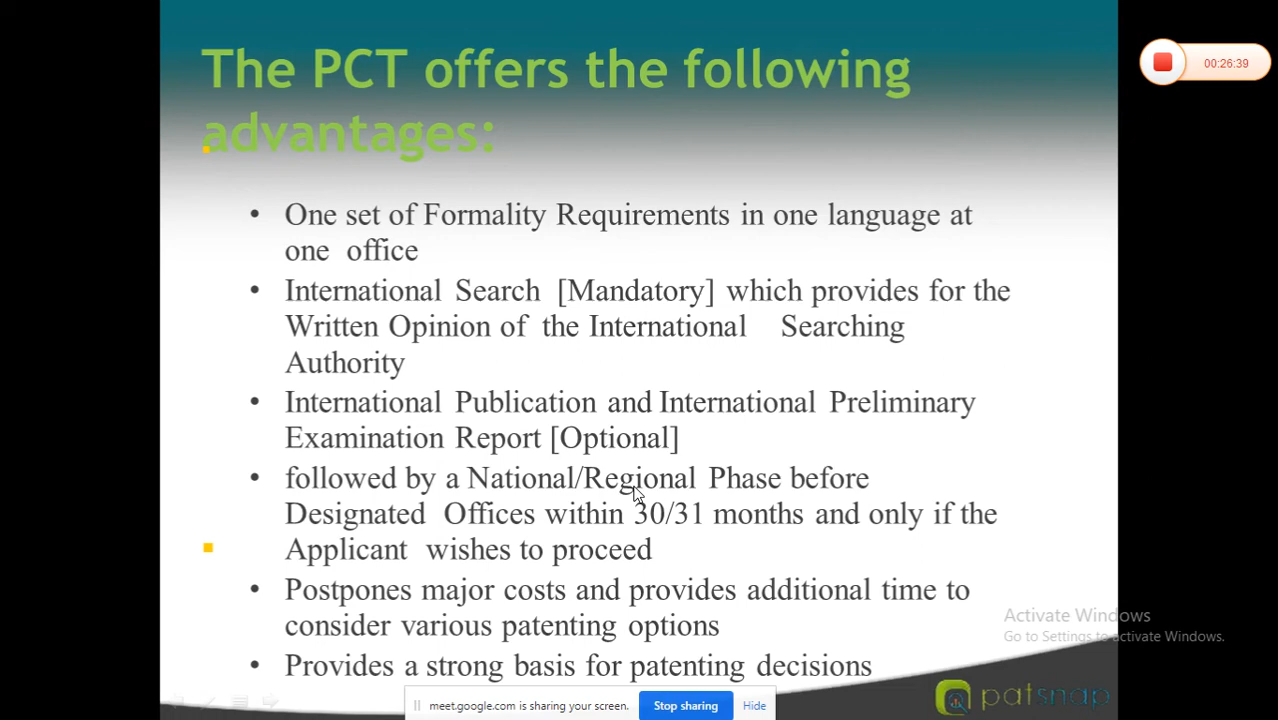 The PCT offers the following
advantages:
00:26:39
• One set of Formality Requirements in one language at
one office
• International Search [Mandatory] which provides for the
Written Opinion of the International Searching
Authority
• International Publication and International Preliminary
Examination Report [Optional]
• followed by a National/Regional Phase before
Designated Offices within 30/31 months and only if the
Applicant wishes to proceed
• Postpones major costs and provides additional time to
consider various patenting options
• Provides a strong basis for patenting decisions
Activate Windows
Go to Settings to activate Windows.
patsnap
meet.google.com is sharing your screen.
Stop sharing
Hide